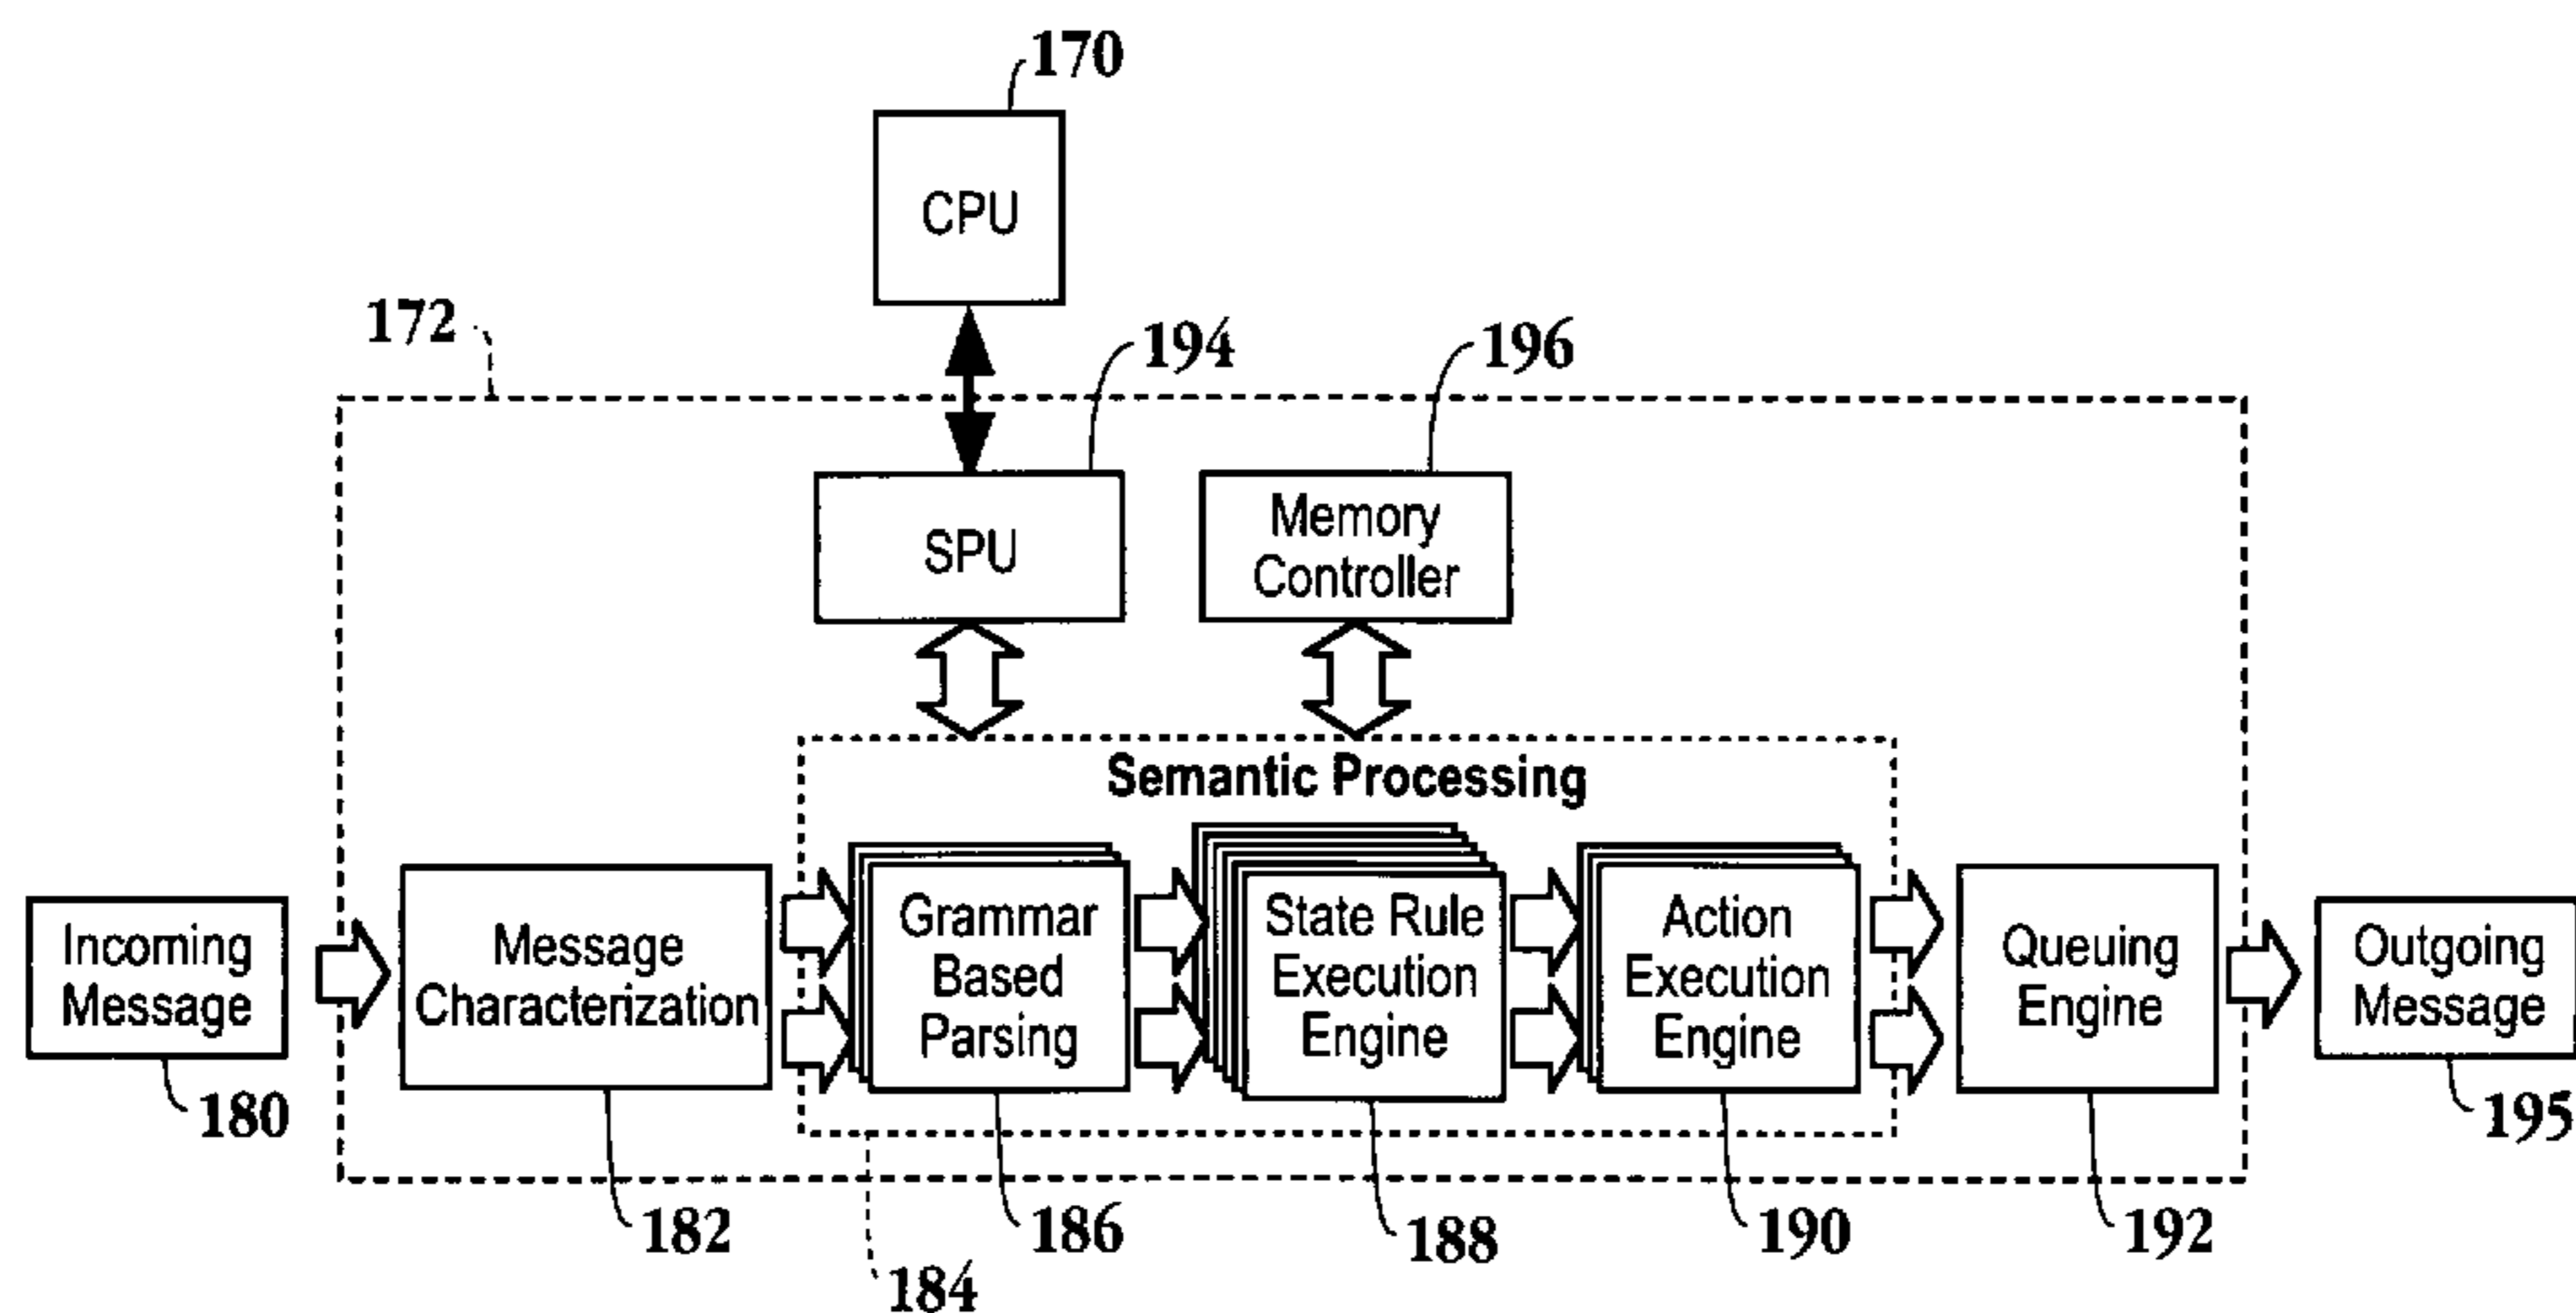 170
CPU
172
194
196
SPU
Memory
Controller
Semantic Processing
Incoming
Message
Message
Characterization
Grammar
Based
Parsing
State Rule
Execution
Engine
Action
Execution
Engine
Queuing
Engine
Outgoing
Message
180
195
182
186
188
190
192
184